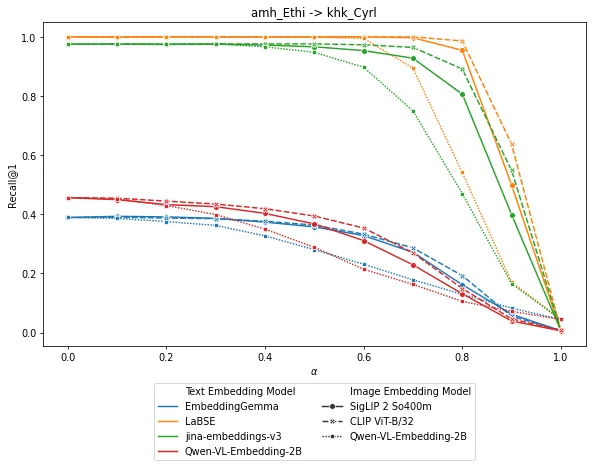 amh_Ethi -> khk_Cyrl
Recall@1
1.0
0.8
0.6
0.4
0.2
0.0
0.0 0.2 0.4 0.6 0.8 1.0
α
Text Embedding Model Image Embedding Model
EmbeddingGemma SigLIP 2 So400m
LaBSE CLIP ViT-B/32
jina-embeddings-v3 Qwen-VL-Embedding-2B
Qwen-VL-Embedding-2B